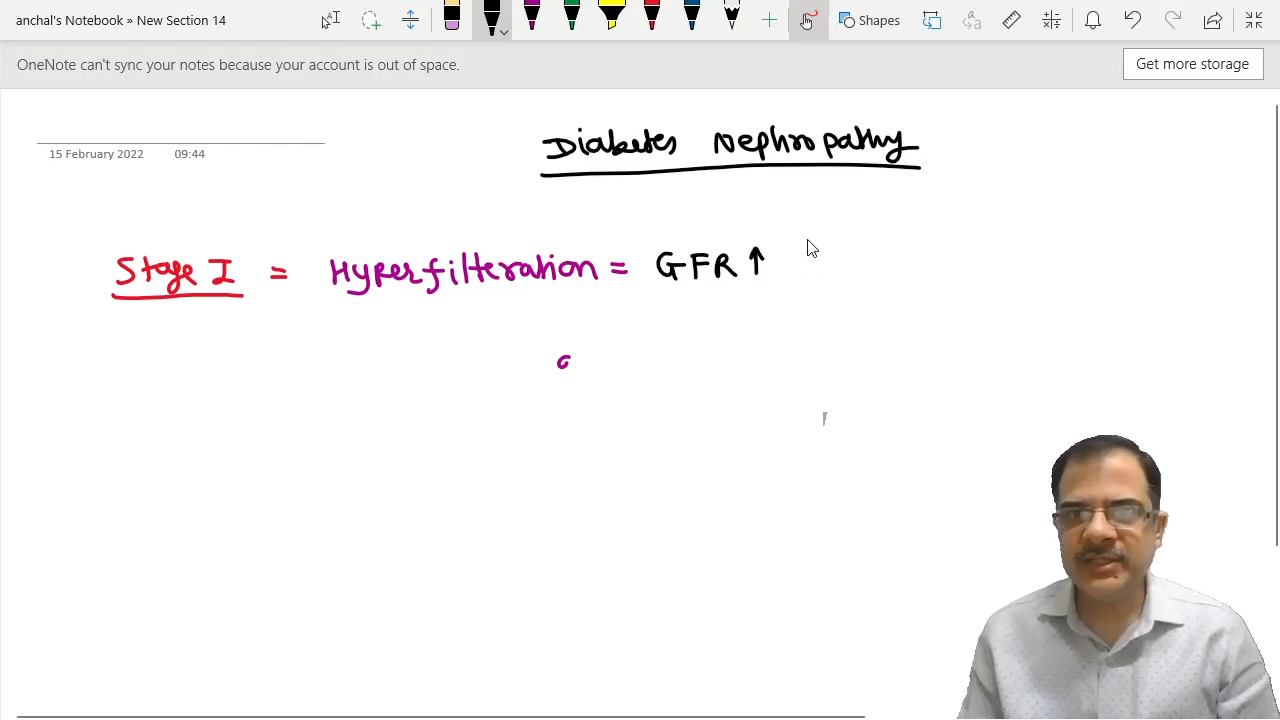 anchal's Notebook » New Section 14
Shapes
OneNote can't sync your notes because your account is out of space.
Get more storage
Diabetes Nephropathy
15 February 2022 09:44
Stage I = Hyperfilteration = GFR ↑